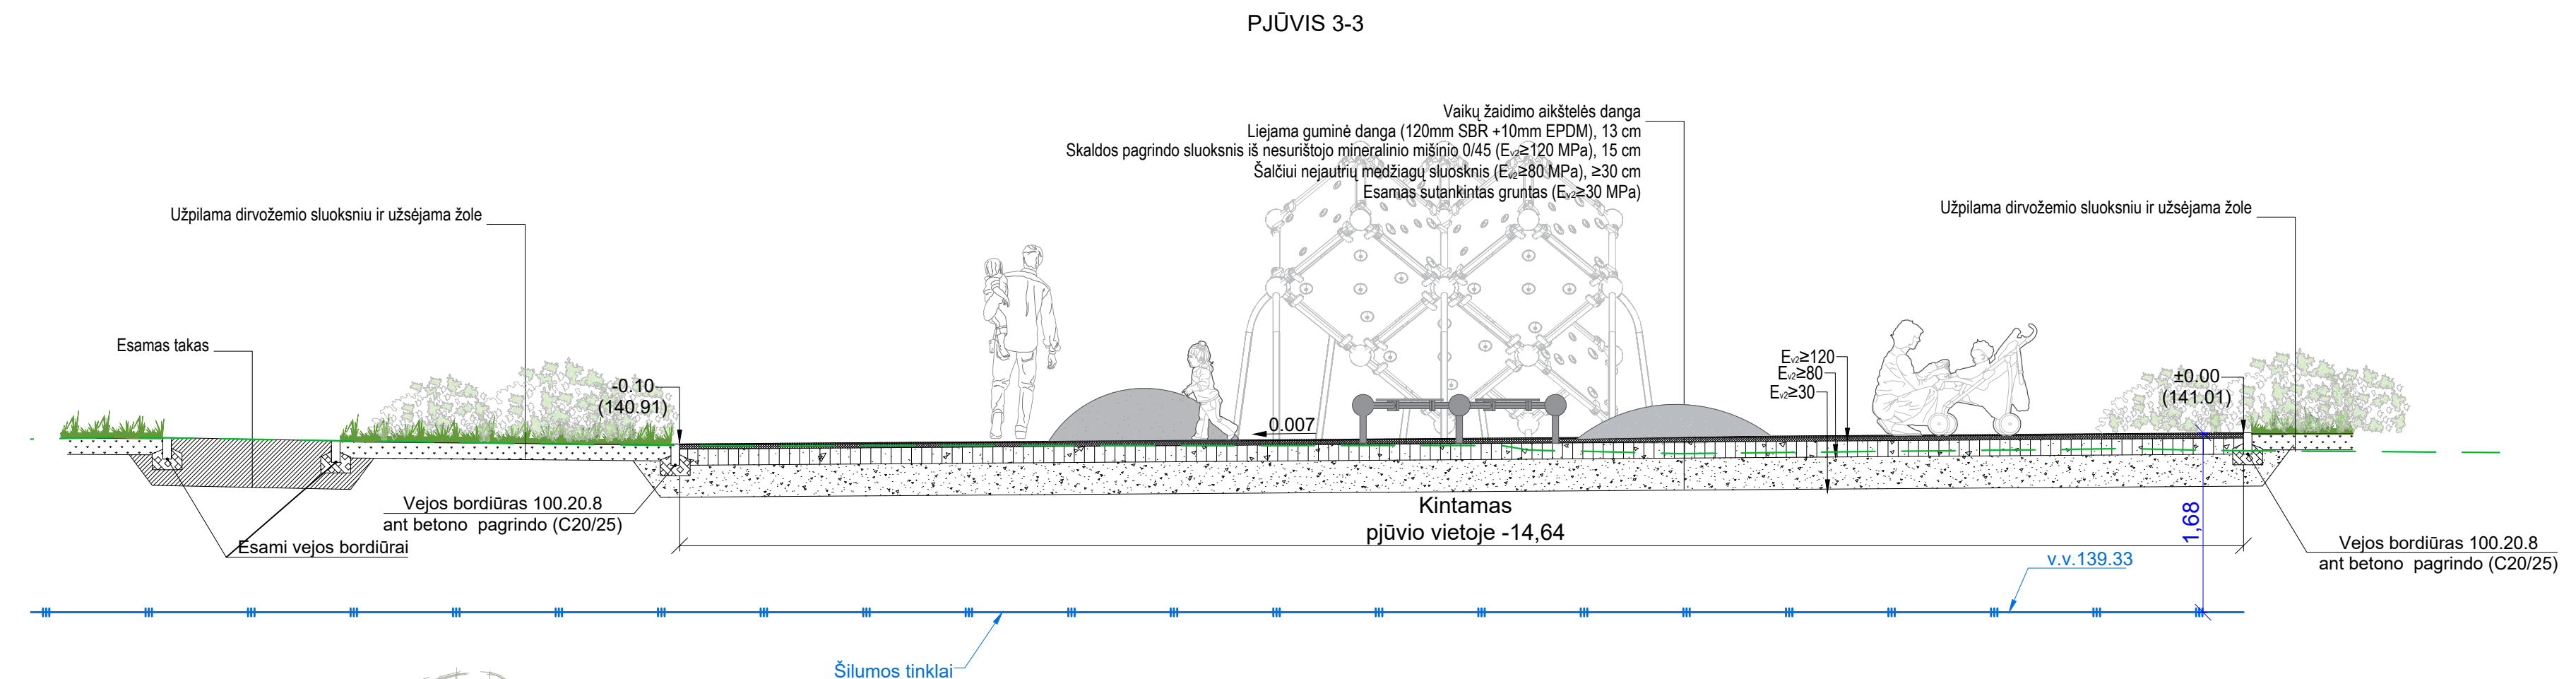 PJŪVIS 3-3
Vaikų žaidimo aikštelės danga
Liejama guminė danga (120mm SBR +10mm EPDM), 13 cm
Skaldos pagrindo sluoksnis iš nesurištojo mineralinio mišinio 0/45 (Ev2≥120 MPa), 15 cm
Šalčiui nejautrių medžiagų sluosknis (Ev2≥80 MPa), ≥30 cm
Esamas sutankintas gruntas (Ev2≥30 MPa)
Užpilama dirvožemio sluoksniu ir užsėjama žole
Užpilama dirvožemio sluoksniu ir užsėjama žole
Esamas takas
-0.10
(140.91)
0.007
Ev2≥120
Ev2≥80
Ev2≥30
±0.00
(141.01)
Vejos bordiūras 100.20.8
ant betono pagrindo (C20/25)
Esami vejos bordiūrai
Kintamas
pjūvio vietoje -14,64
1,68
Vejos bordiūras 100.20.8
ant betono pagrindo (C20/25)
v.v.139.33
Šilumos tinklai